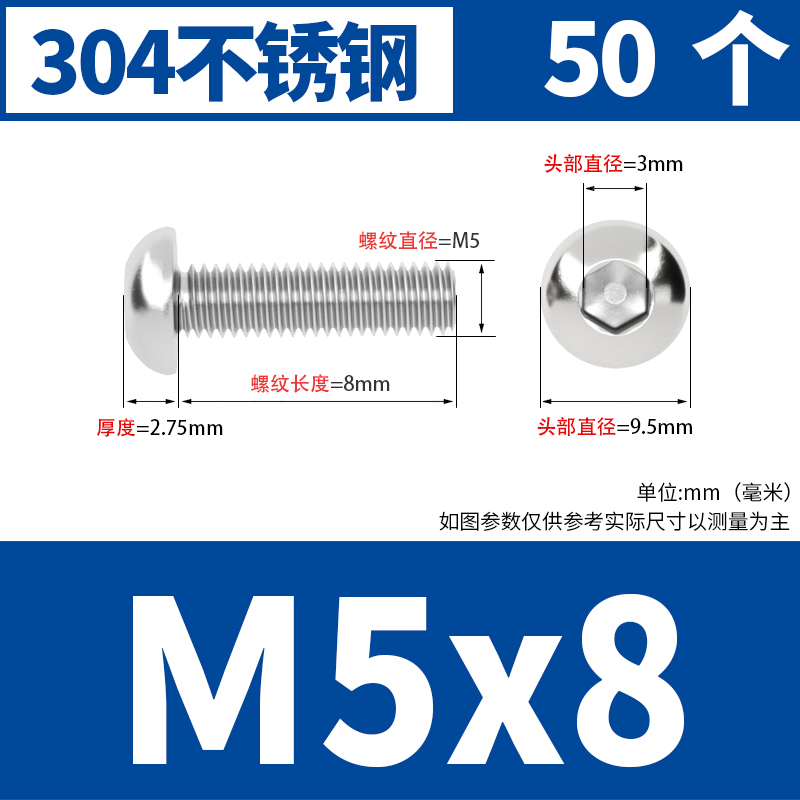 304不锈钢
50 个
头部直径=3mm
螺纹直径=M5
螺纹长度=8mm
厚度=2.75mm
头部直径=9.5mm
单位:mm（毫米）
如图参数仅供参考实际尺寸以测量为主
M5x8